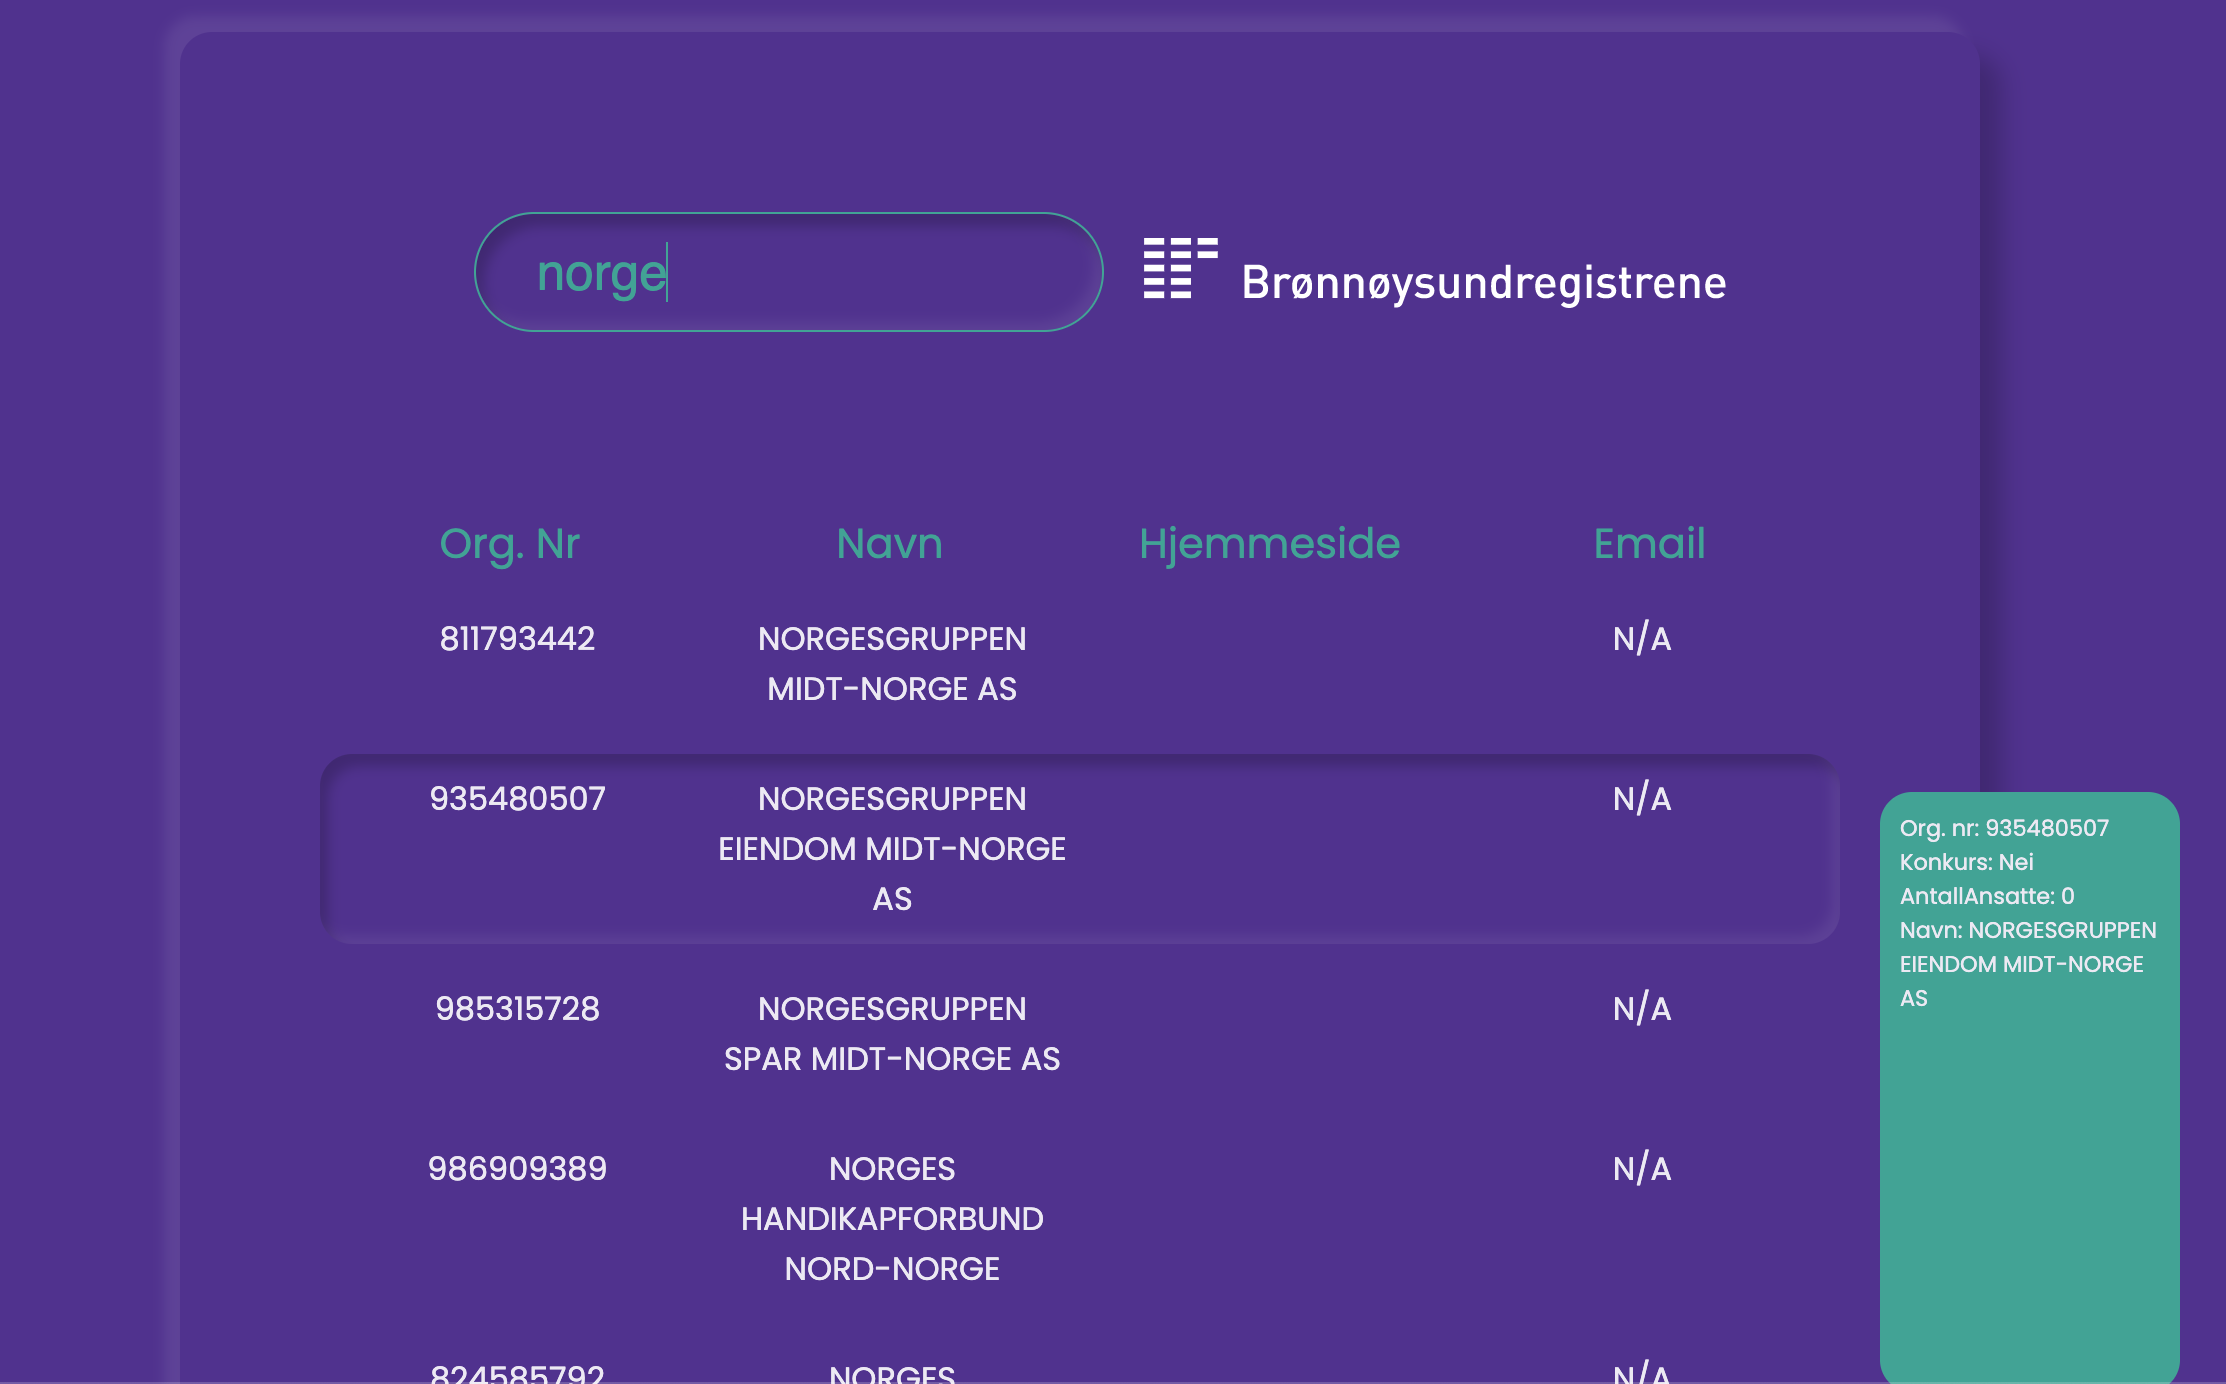 norge
Brønnøysundregistrene
Org. Nr Navn Hjemmeside Email
811793442 NORGESGRUPPEN N/A
MIDT-NORGE AS
935480507 NORGESGRUPPEN N/A
EIENDOM MIDT-NORGE
AS
Org. nr: 935480507
Konkurs: Nei
AntallAnsatte: 0
Navn: NORGESGRUPPEN
EIENDOM MIDT-NORGE
AS
985315728 NORGESGRUPPEN N/A
SPAR MIDT-NORGE AS
986909389 NORGES N/A
HANDIKAPFORBUND
NORD-NORGE
824585792 NORGES N/A